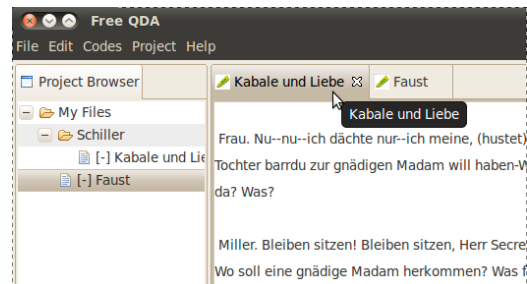 Free QDA
File Edit Codes Project Help
Project Browser
My Files
Schiller
[-] Kabale und Lie
[-] Faust
Kabale und Liebe
Faust
Kabale und Liebe
Frau. Nu--nu--ich dächte nur--ich meine, (hustet)
Tochter barrdu zur gnädigen Madam will haben-W
da? Was?
Miller. Bleiben sitzen! Bleiben sitzen, Herr Secre
Wo soll eine gnädige Madam herkommen? Was f